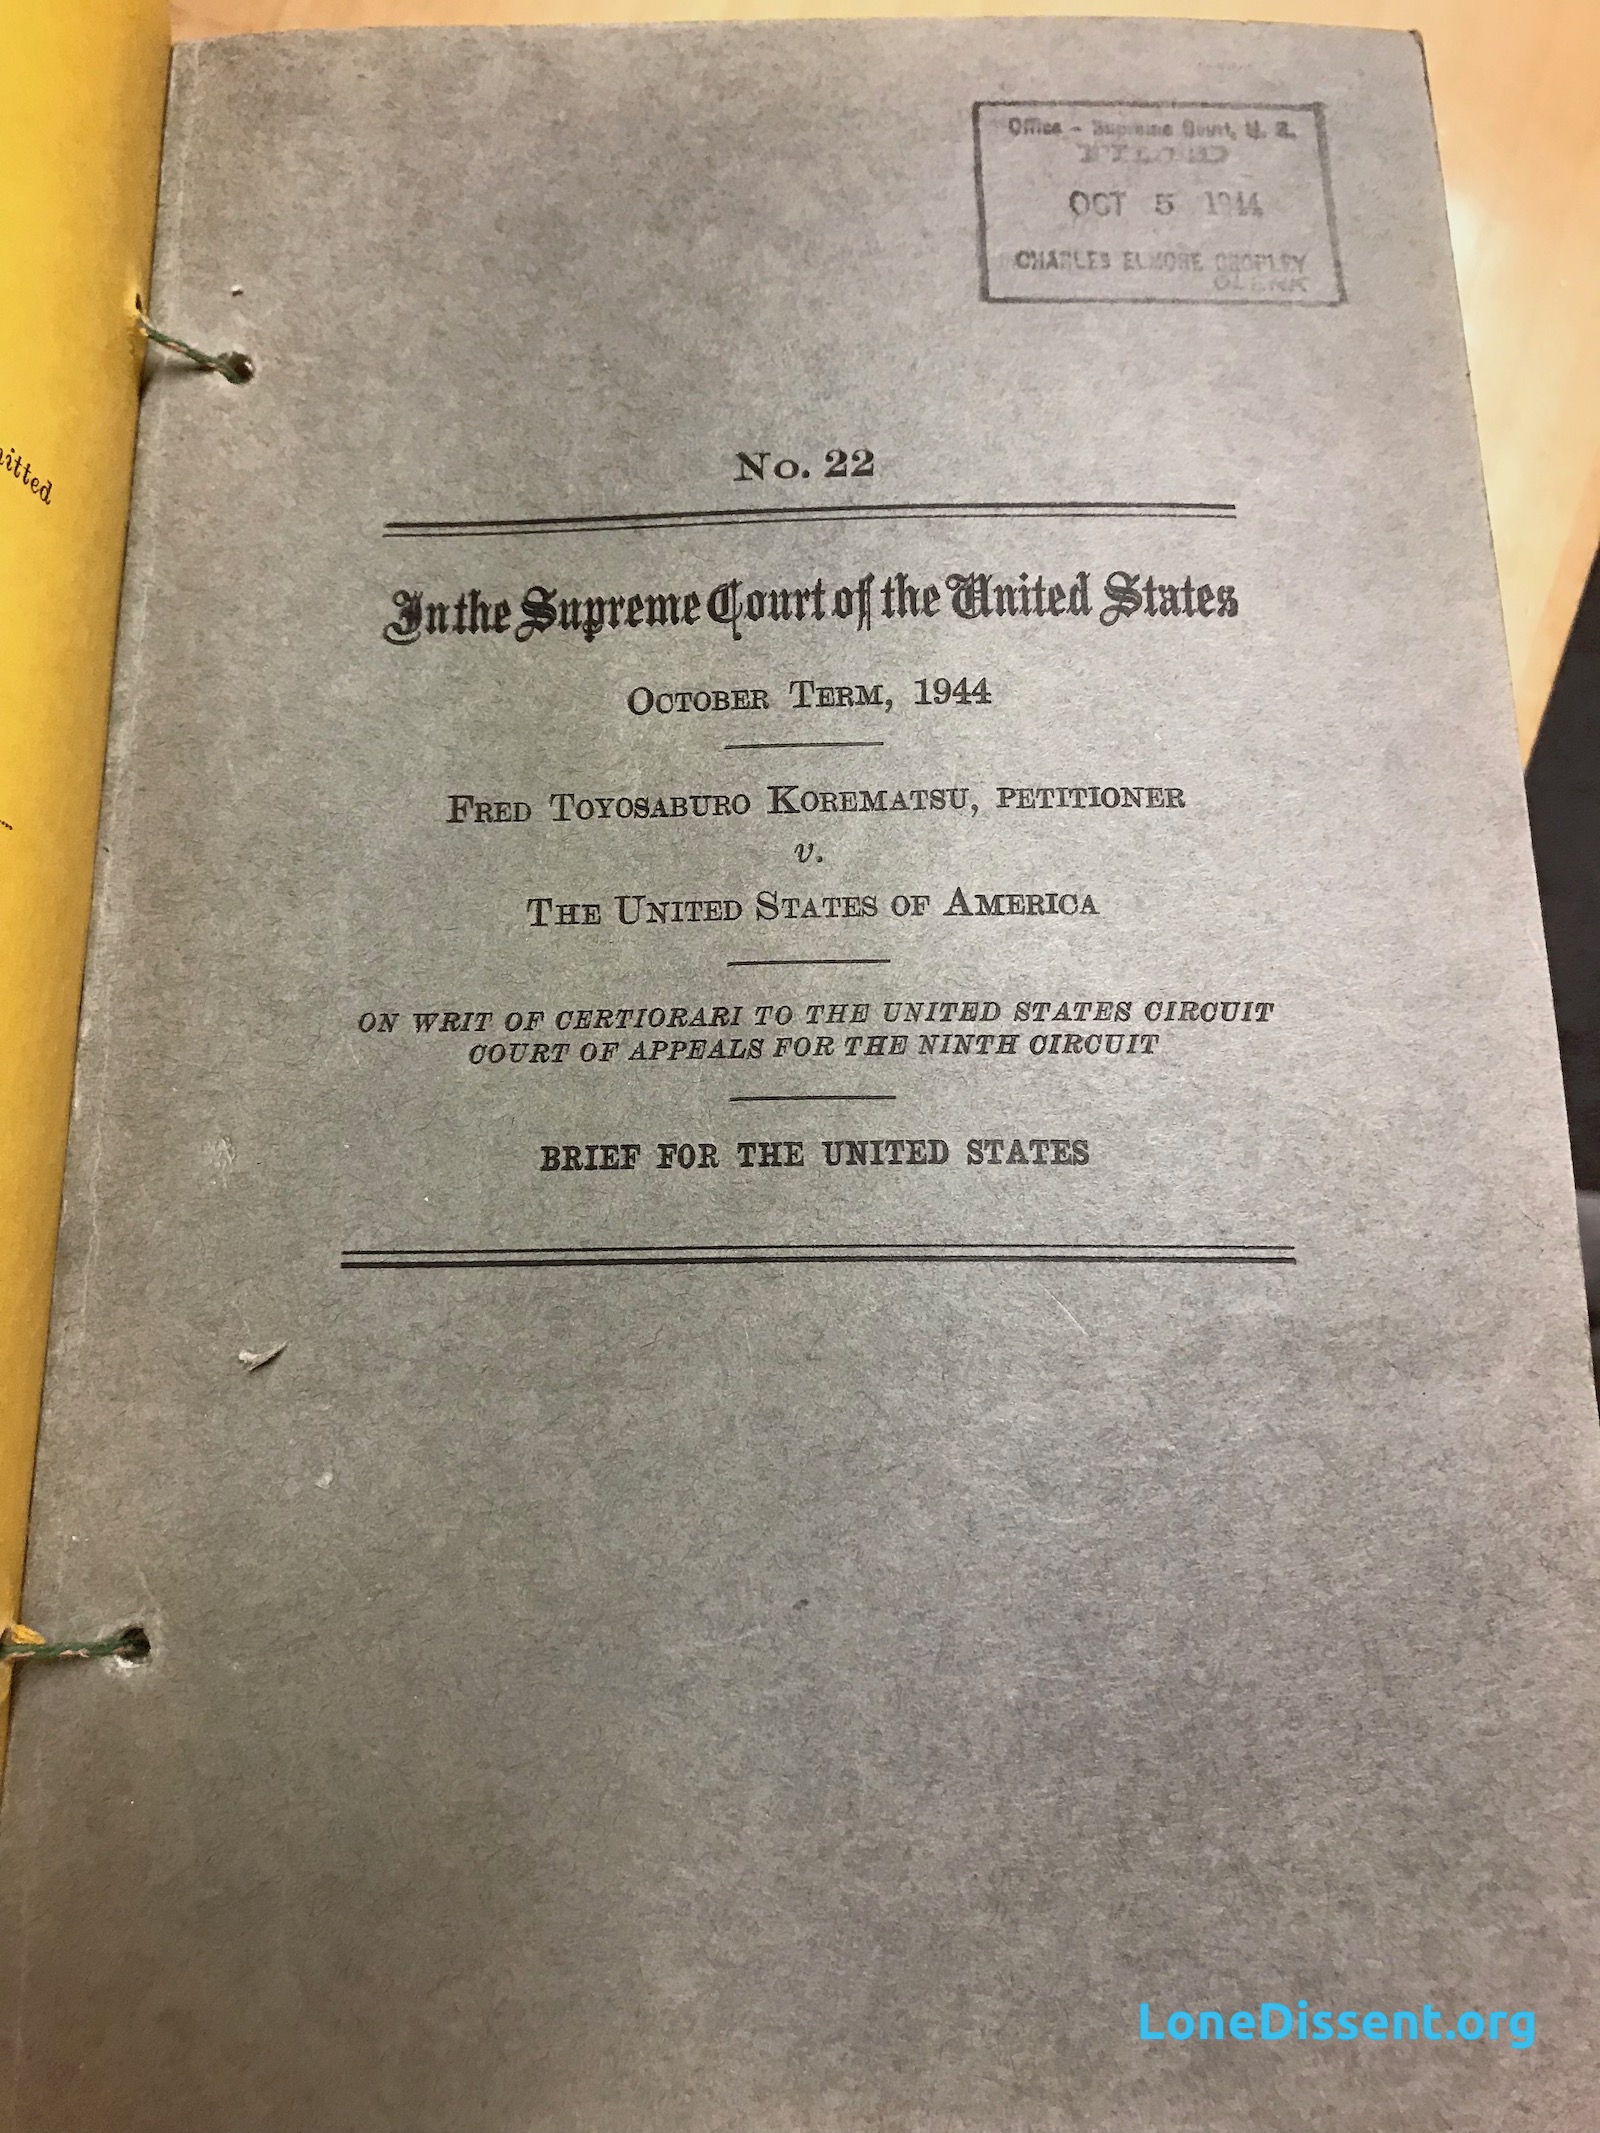 Office - Supreme Court, U. S.
FILED
OCT 5 1944
CHARLES ELMORE CROPLEY
CLERK
No. 22
In the Supreme Court of the United States
October Term, 1944
Fred Toyosaburo Korematsu, petitioner
v.
The United States of America
ON WRIT OF CERTIORARI TO THE UNITED STATES CIRCUIT
COURT OF APPEALS FOR THE NINTH CIRCUIT
BRIEF FOR THE UNITED STATES
LoneDissent.org